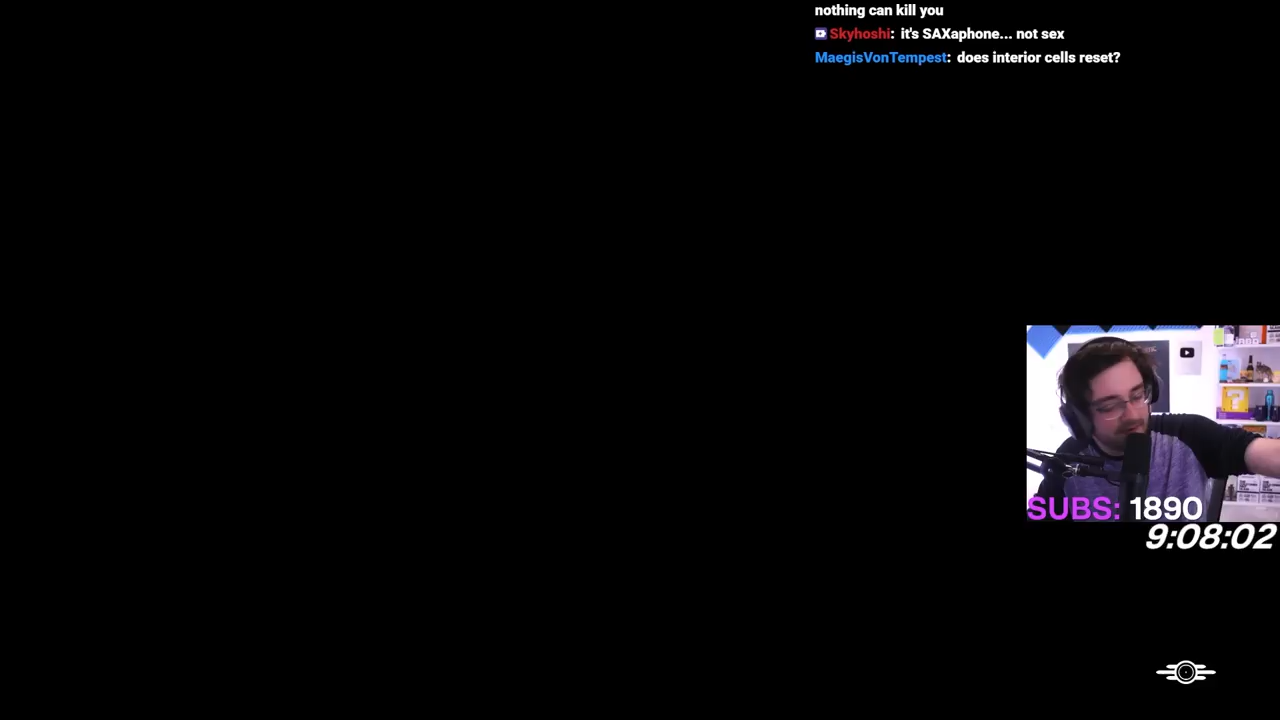 nothing can kill you
Skyhoshi: it's SAXaphone... not sex
MaegisVonTempest: does interior cells reset?
SUBS: 1890
9:08:02